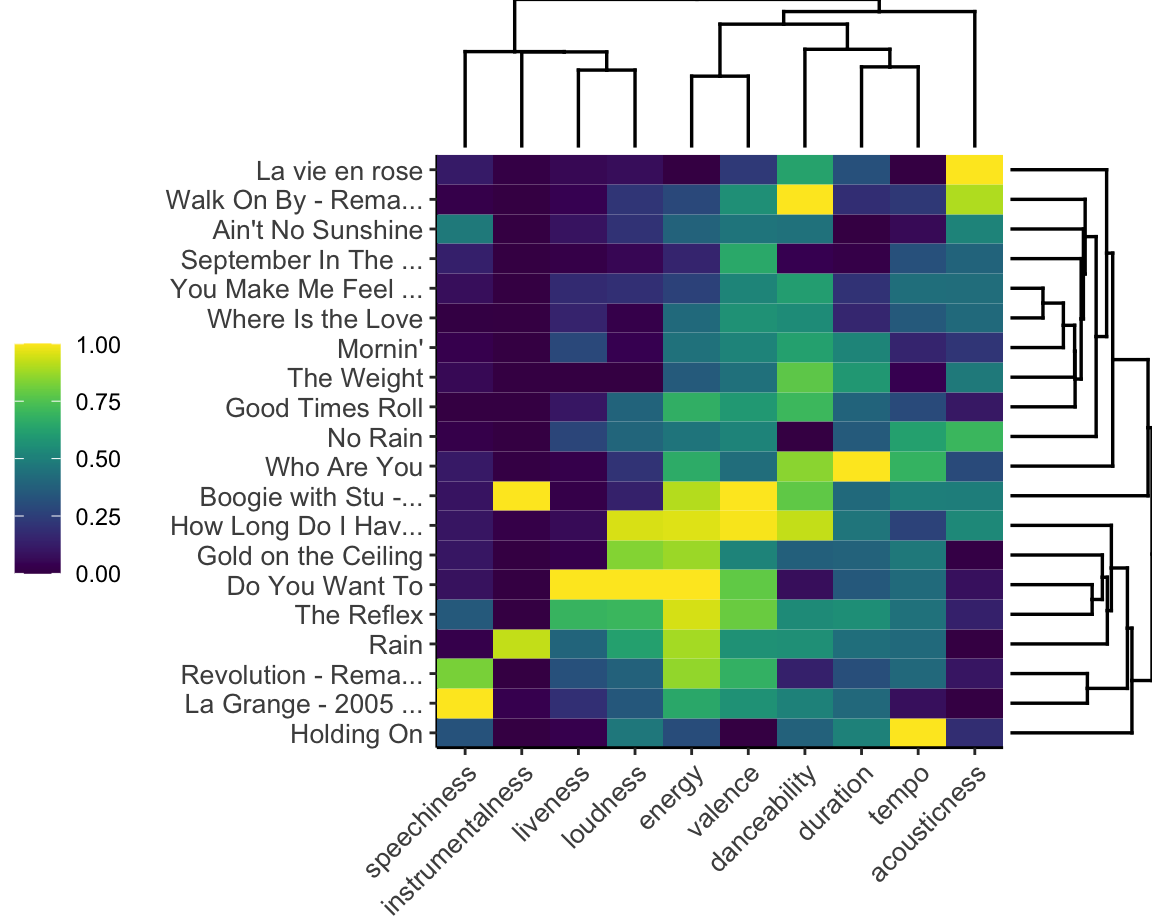 La vie en rose
Walk On By - Rema...
Ain't No Sunshine
September In The ...
You Make Me Feel ...
Where Is the Love
Mornin'
The Weight
Good Times Roll
No Rain
Who Are You
Boogie with Stu -...
How Long Do I Hav...
Gold on the Ceiling
Do You Want To
The Reflex
Rain
Revolution - Rema...
La Grange - 2005 ...
Holding On
1.00
0.75
0.50
0.25
0.00
speechiness
instrumentalness
liveness
loudness
energy
valence
danceability
duration
tempo
acousticness